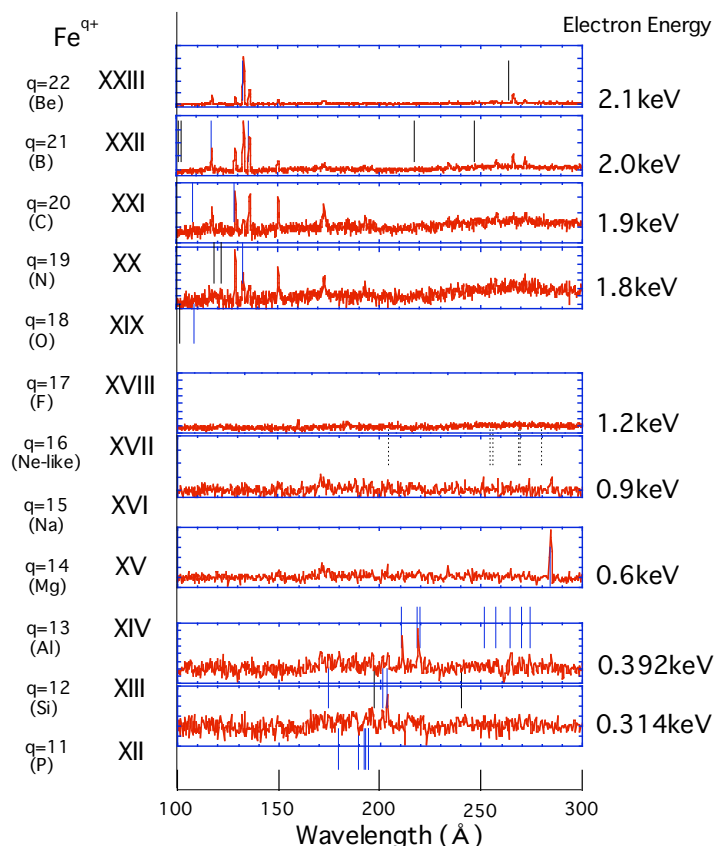 Fe^q+ Electron Energy
q=22 (Be) XXIII 2.1keV
q=21 (B) XXII 2.0keV
q=20 (C) XXI 1.9keV
q=19 (N) XX 1.8keV
q=18 (O) XIX
q=17 (F) XVIII 1.2keV
q=16 (Ne-like) XVII 0.9keV
q=15 (Na) XVI
q=14 (Mg) XV 0.6keV
q=13 (Al) XIV 0.392keV
q=12 (Si) XIII 0.314keV
q=11 (P) XII
100 150 200 250 300
Wavelength (Å)